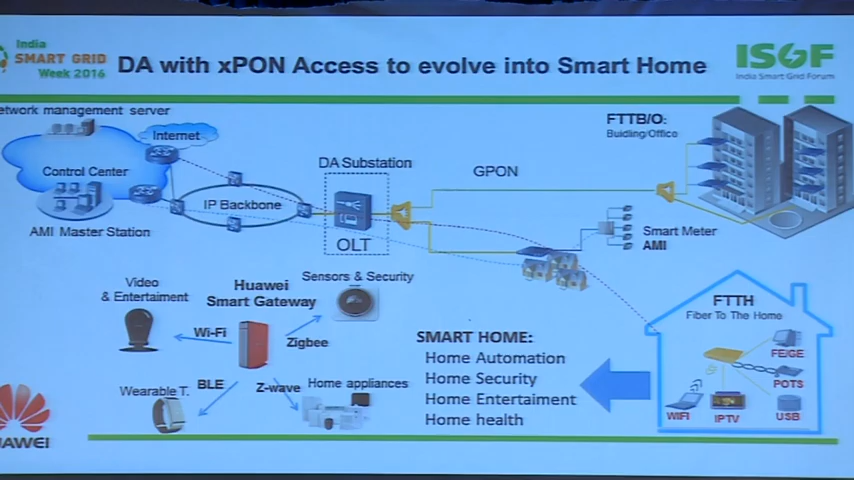 India
SMART GRID
Week 2016
DA with xPON Access to evolve into Smart Home
ISGF
India Smart Grid Forum
etwork management server
Internet
Control Center
AMI Master Station
IP Backbone
DA Substation
OLT
GPON
FTTB/O:
Buiding/Office
Smart Meter
AMI
Video
& Entertaiment
Huawei
Smart Gateway
Sensors & Security
Wi-Fi
Zigbee
BLE
Z-wave
Wearable T.
Home appliances
SMART HOME:
Home Automation
Home Security
Home Entertaiment
Home health
FTTH
Fiber To The Home
FE/GE
POTS
WIFI
IPTV
USB
UAWEI